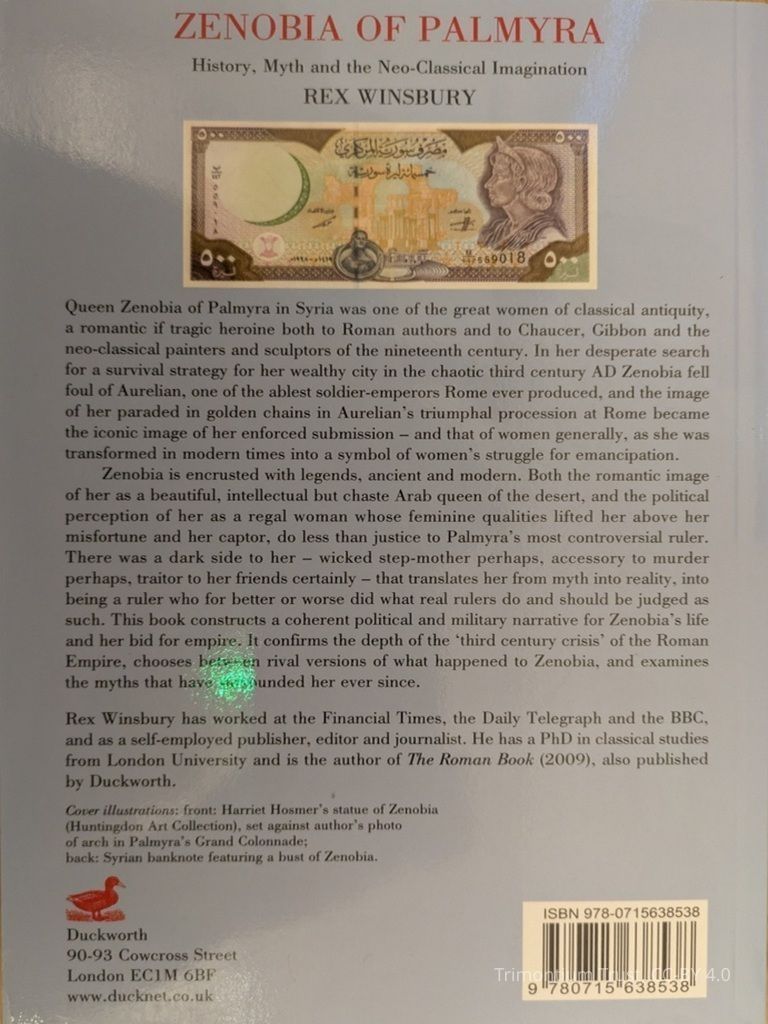 ZENOBIA OF PALMYRA
History, Myth and the Neo-Classical Imagination
REX WINSBURY
٥٠٠
مصرف سورية المركزي
خمسمائة ليرة سورية
٥٠٠
٥٠٠
Queen Zenobia of Palmyra in Syria was one of the great women of classical antiquity,
a romantic if tragic heroine both to Roman authors and to Chaucer, Gibbon and the
neo-classical painters and sculptors of the nineteenth century. In her desperate search
for a survival strategy for her wealthy city in the chaotic third century AD Zenobia fell
foul of Aurelian, one of the ablest soldier-emperors Rome ever produced, and the image
of her paraded in golden chains in Aurelian's triumphal procession at Rome became
the iconic image of her enforced submission – and that of women generally, as she was
transformed in modern times into a symbol of women's struggle for emancipation.
Zenobia is encrusted with legends, ancient and modern. Both the romantic image
of her as a beautiful, intellectual but chaste Arab queen of the desert, and the political
perception of her as a regal woman whose feminine qualities lifted her above her
misfortune and her captor, do less than justice to Palmyra's most controversial ruler.
There was a dark side to her – wicked step-mother perhaps, accessory to murder
perhaps, traitor to her friends certainly – that translates her from myth into reality, into
being a ruler who for better or worse did what real rulers do and should be judged as
such. This book constructs a coherent political and military narrative for Zenobia's life
and her bid for empire. It confirms the depth of the 'third century crisis' of the Roman
Empire, chooses between rival versions of what happened to Zenobia, and examines
the myths that have surrounded her ever since.
Rex Winsbury has worked at the Financial Times, the Daily Telegraph and the BBC,
and as a self-employed publisher, editor and journalist. He has a PhD in classical studies
from London University and is the author of The Roman Book (2009), also published
by Duckworth.
Cover illustrations: front: Harriet Hosmer's statue of Zenobia
(Huntingdon Art Collection), set against author's photo
of arch in Palmyra's Grand Colonnade;
back: Syrian banknote featuring a bust of Zenobia.
Duckworth
90-93 Cowcross Street
London EC1M 6BF
www.ducknet.co.uk
ISBN 978-0715638538
9 780715 638538
Trimontium Trust, CC-BY 4.0